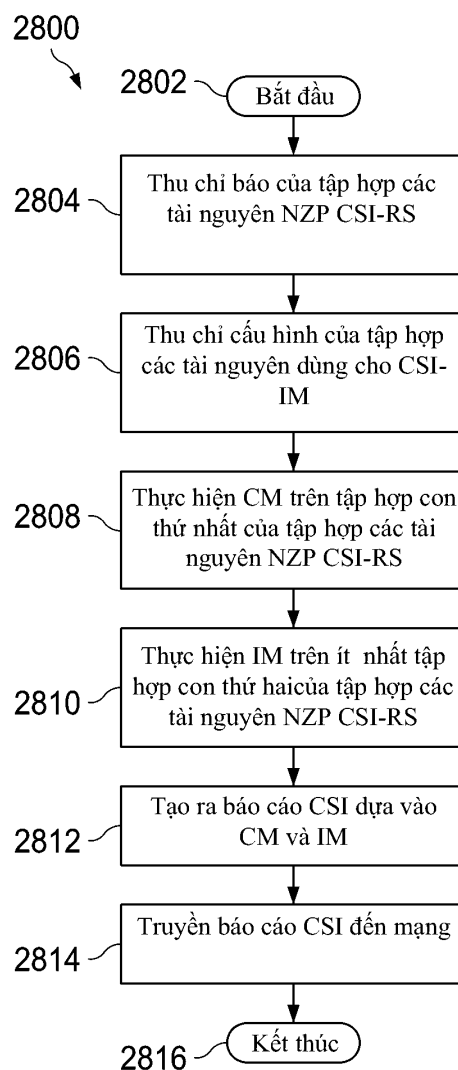 2800
2802
Bắt đầu
2804
Thu chỉ báo của tập hợp các
tài nguyên NZP CSI-RS
2806
Thu chỉ cấu hình của tập hợp
các tài nguyên dùng cho CSI-
IM
2808
Thực hiện CM trên tập hợp con
thứ nhất của tập hợp các tài
nguyên NZP CSI-RS
2810
Thực hiện IM trên ít nhất tập
hợp con thứ haicủa tập hợp các
tài nguyên NZP CSI-RS
2812
Tạo ra báo cáo CSI dựa vào
CM và IM
2814
Truyền báo cáo CSI đến mạng
2816
Kết thúc